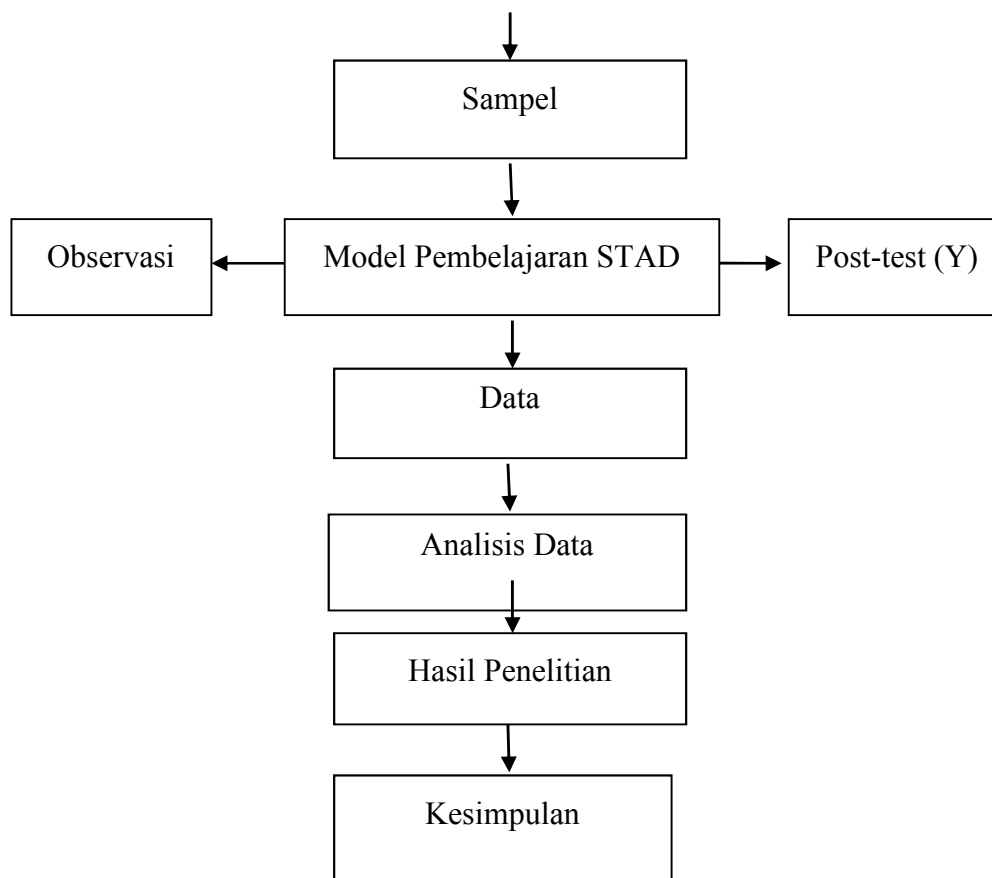 Sampel
Observasi
Model Pembelajaran STAD
Post-test (Y)
Data
Analisis Data
Hasil Penelitian
Kesimpulan